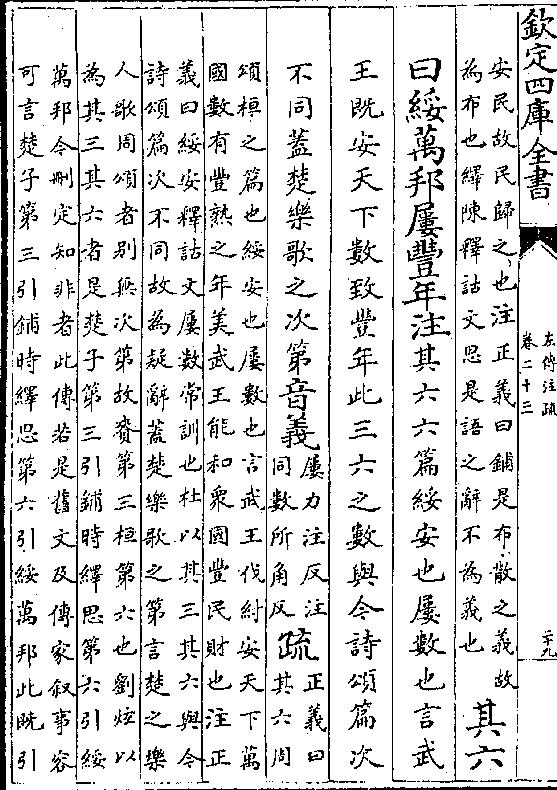 欽定四庫全書
左傳注疏
卷二十三
二十九
安民故民歸之也注正義曰鋪是布散之義故
為布也繹陳釋詁文思是語之辭不為義也
其六
曰綏萬邦屢豐年注其六六篇綏安也屢數也言武
王既安天下數致豐年此三六之數與今詩頌篇次
不同蓋楚樂歌之次第音義
屢力注反注
同數所角反
疏
正義曰
其六周
頌桓之篇也綏安也屢數也言武王伐紂安天下萬
國數有豐熟之年美武王能和衆國豐民財也注正
義曰綏安釋詁文屢數常訓也杜以其三其六與今
詩頌篇次不同故為疑辭蓋楚樂歌之第言楚之樂
人歌周頌者别無次第故賚第三桓第六也劉炫以
為其三其六者是楚子第三引鋪時繹思第六引綏
萬邦今刪定知非者此傳若是舊文及傳家叙事容
可言楚子第三引鋪時繹思第六引綏萬邦此既引